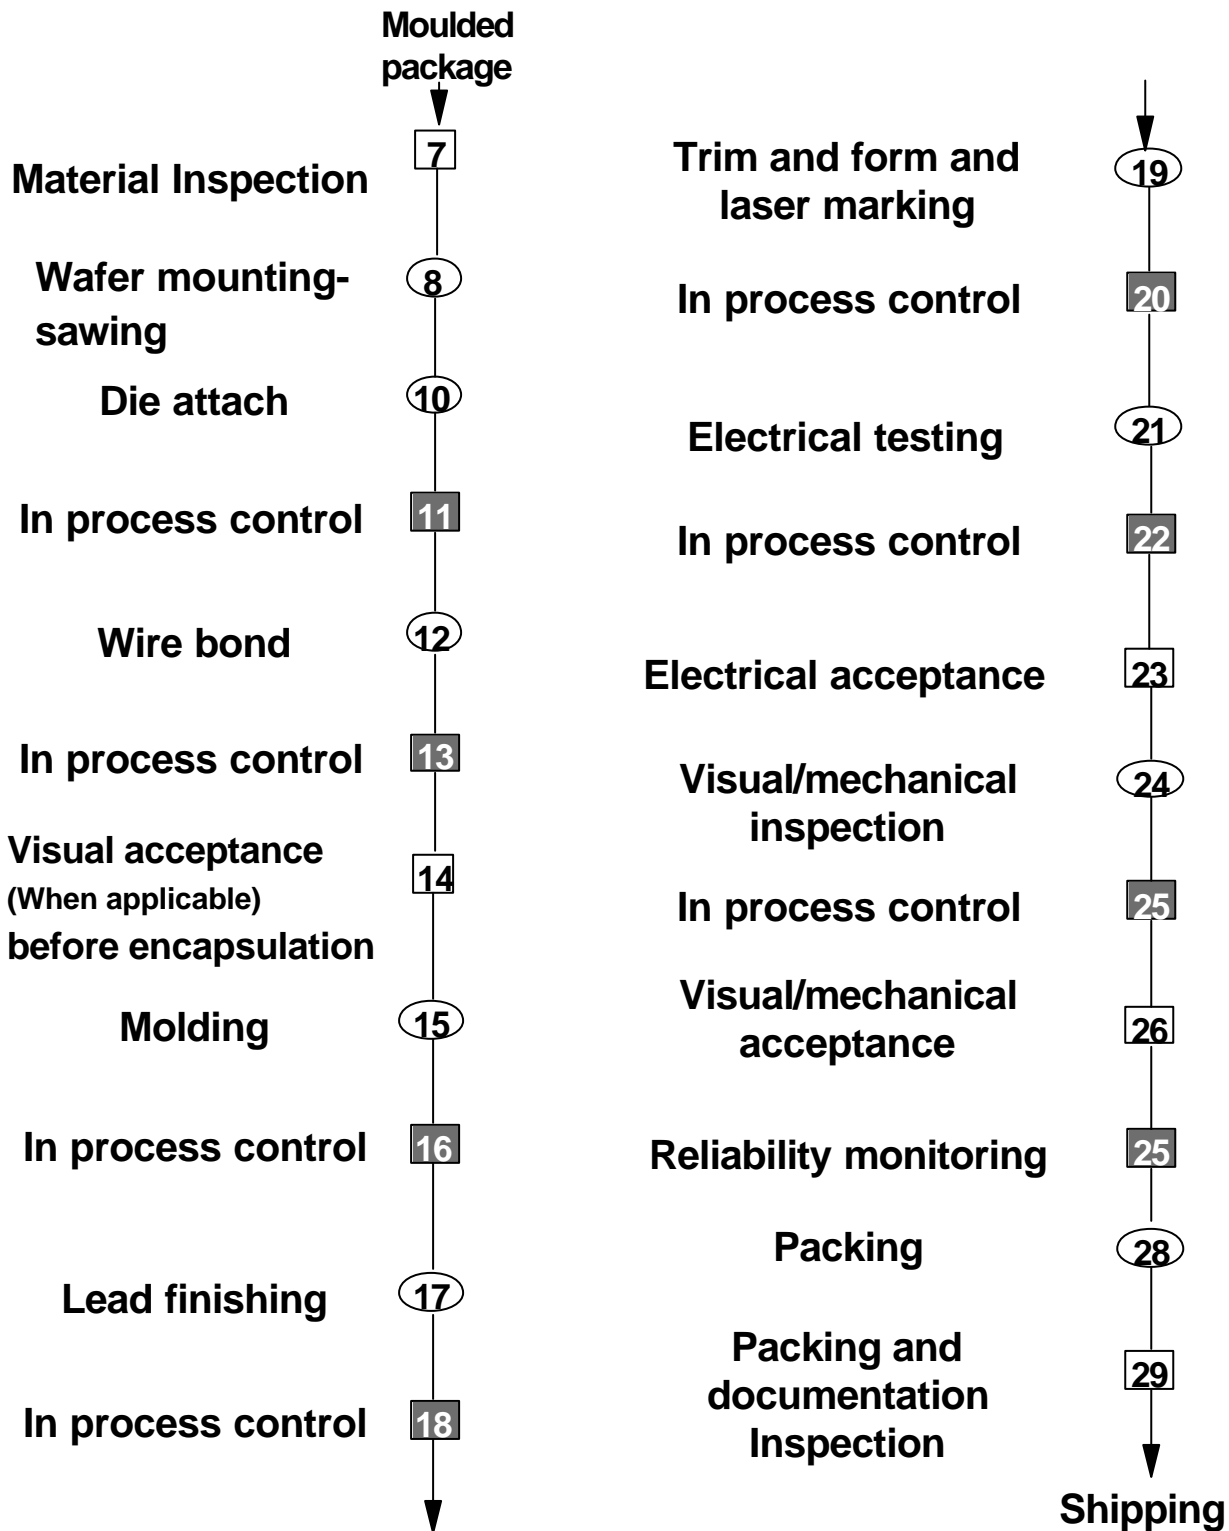 Moulded
package
7
Material Inspection
Wafer mounting-
sawing
8
Die attach
10
In process control
11
Wire bond
12
In process control
13
Visual acceptance
(When applicable)
before encapsulation
14
Molding
15
In process control
16
Lead finishing
17
In process control
18
Trim and form and
laser marking
19
In process control
20
Electrical testing
21
In process control
22
Electrical acceptance
23
Visual/mechanical
inspection
24
In process control
25
Visual/mechanical
acceptance
26
Reliability monitoring
25
Packing
28
Packing and
documentation
Inspection
29
Shipping